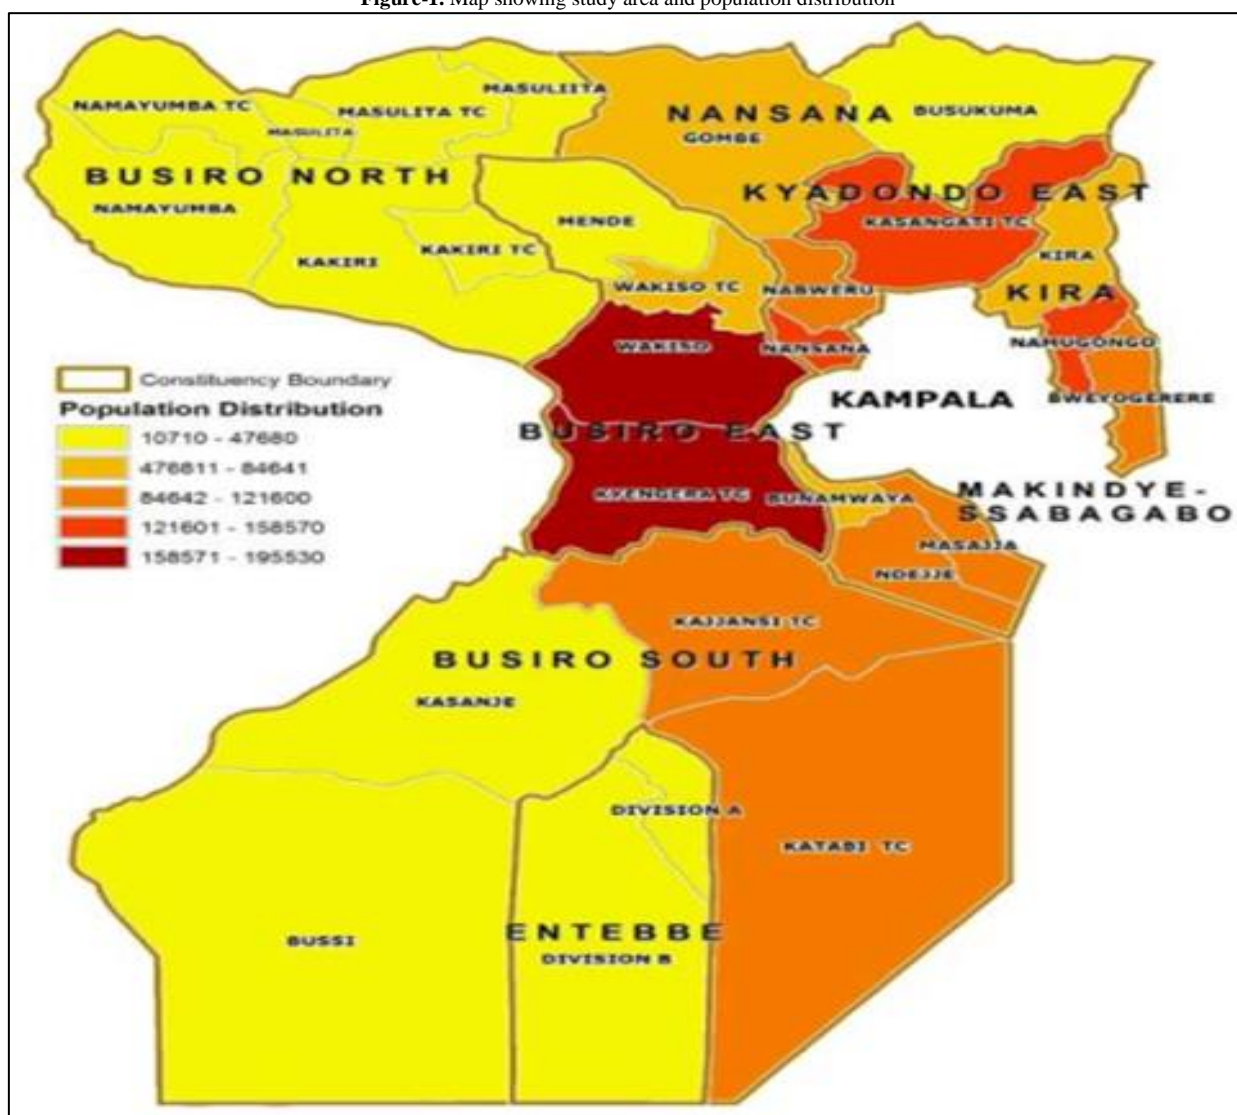 Figure-1. Map showing study area and population distribution
MASULIITA
NAMAYUMBA TC
MASULITA TC
NANSANA
BUSUKUMA
MASULITA
GOMBE
BUSIRO NORTH
KYADONDO EAST
NAMAYUMBA
MENDE
KASANGATI TC
KAKIRI TC
KAKIRI
KIRA
WAKISO TC
NABWERU
KIRA
WAKISO
NANSANA
NAMUGONGO
Constituency Boundary
KAMPALA
BWEYOGERERE
Population Distribution
10710 - 47680
BUSIRO EAST
476811 - 84641
84642 - 121600
KYENGERA TC
BUNAMWAYA
MAKINDYE-
SSABAGABO
121601 - 158570
MASAJJA
158571 - 195530
NDEJJE
KAJJANSI TC
BUSIRO SOUTH
KASANJE
DIVISION A
KATABI TC
ENTEBBE
BUSSI
DIVISION B